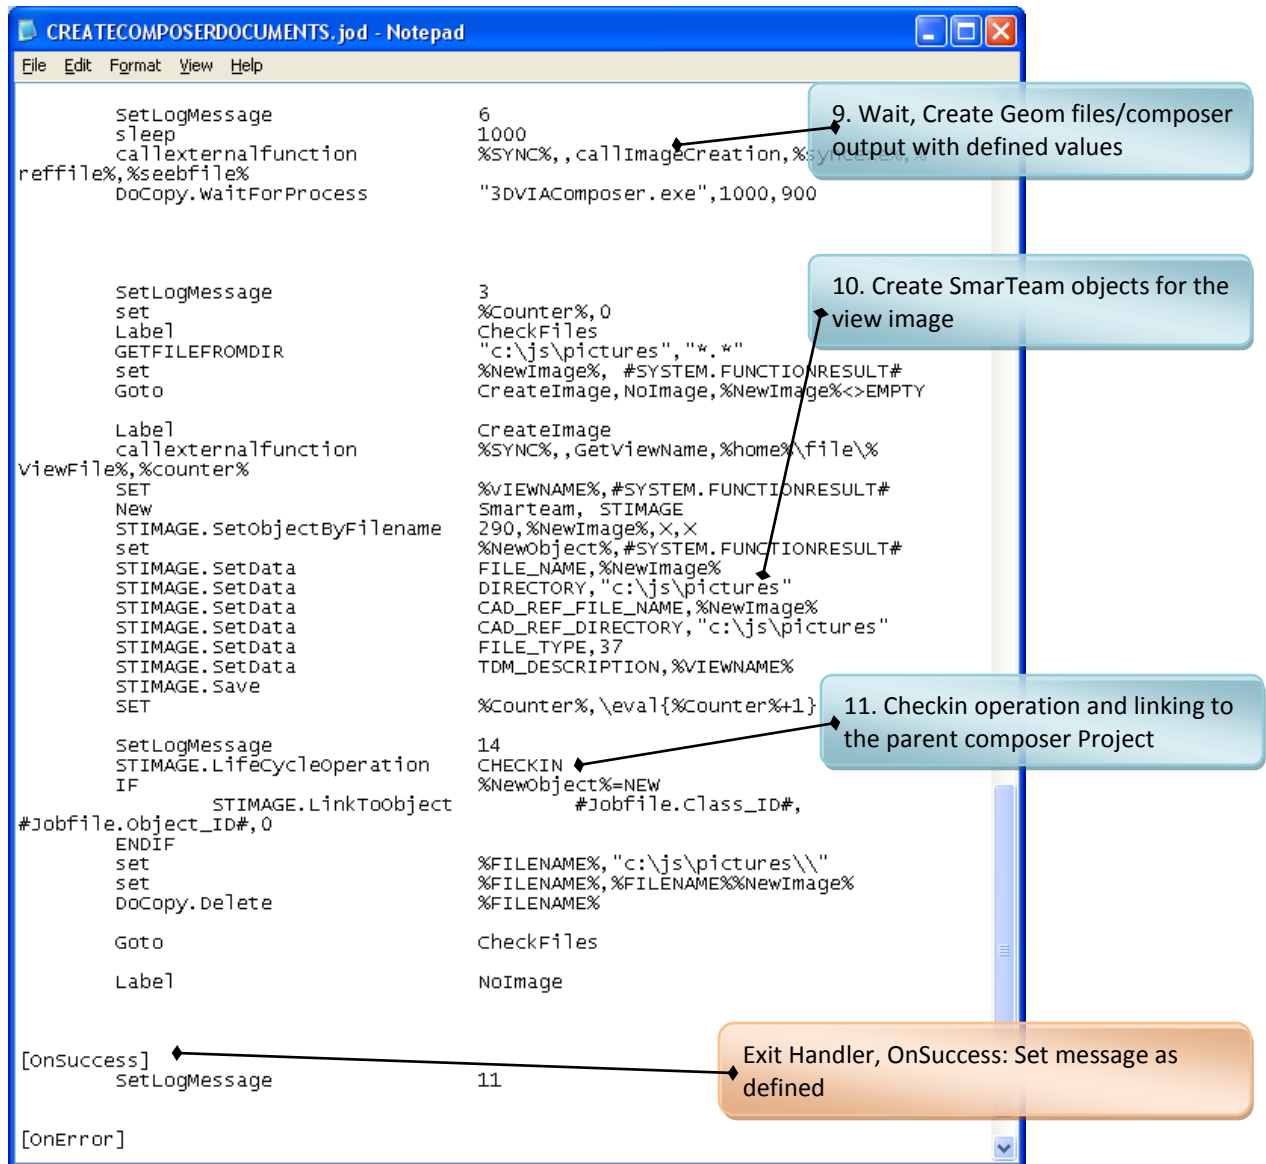 CREATECOMPOSERDOCUMENTS.jod - Notepad
File Edit Format View Help
SetLogMessage 6
sleep 1000
callexternalfunction %SYNC%,,callImageCreation,%syncexe%,%
reffile%,%seebfile%
DoCopy.WaitForProcess "3DVIAComposer.exe",1000,900
9. Wait, Create Geom files/composer
output with defined values
SetLogMessage 3
set %Counter%,0
Label CheckFiles
GETFILEFROMDIR "c:\js\pictures","*.*"
set %NewImage%, #SYSTEM.FUNCTIONRESULT#
Goto CreateImage,NoImage,%NewImage%<>EMPTY
10. Create SmarTeam objects for the
view image
Label CreateImage
callexternalfunction %SYNC%,,GetViewName,%home%\file\%
ViewFile%,%counter%
SET %VIEWNAME%,#SYSTEM.FUNCTIONRESULT#
New Smarteam, STIMAGE
STIMAGE.SetObjectByFilename 290,%NewImage%,X,X
set %NewObject%,#SYSTEM.FUNCTIONRESULT#
STIMAGE.SetData FILE_NAME,%NewImage%
STIMAGE.SetData DIRECTORY,"c:\js\pictures"
STIMAGE.SetData CAD_REF_FILE_NAME,%NewImage%
STIMAGE.SetData CAD_REF_DIRECTORY,"c:\js\pictures"
STIMAGE.SetData FILE_TYPE,37
STIMAGE.SetData TDM_DESCRIPTION,%VIEWNAME%
STIMAGE.Save
SET %Counter%,\eval{%Counter%+1}
11. Checkin operation and linking to
the parent composer Project
SetLogMessage 14
STIMAGE.LifeCycleOperation CHECKIN
IF %NewObject%=NEW
STIMAGE.LinkToObject #Jobfile.Class_ID#,
#Jobfile.Object_ID#,0
ENDIF
set %FILENAME%,"c:\js\pictures\\"
set %FILENAME%,%FILENAME%%NewImage%
DoCopy.Delete %FILENAME%
Goto CheckFiles
Label NoImage
[OnSuccess]
SetLogMessage 11
Exit Handler, OnSuccess: Set message as
defined
[OnError]